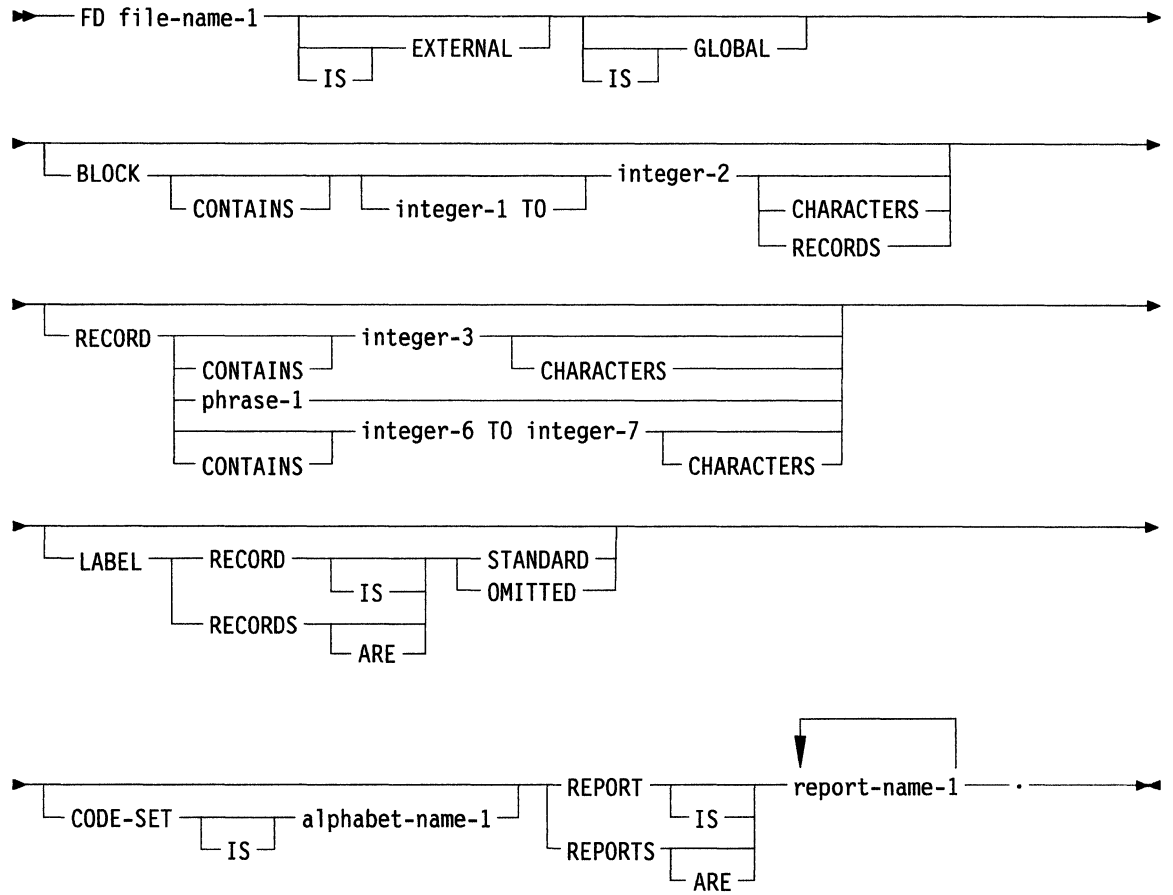 FD file-name-1
EXTERNAL
GLOBAL
IS
IS
BLOCK
integer-2
CONTAINS
integer-1 TO
CHARACTERS
RECORDS
RECORD
integer-3
CONTAINS
CHARACTERS
phrase-1
integer-6 TO integer-7
CONTAINS
CHARACTERS
LABEL
RECORD
STANDARD
IS
OMITTED
RECORDS
ARE
REPORT
report-name-1
.
CODE-SET
alphabet-name-1
IS
IS
REPORTS
ARE